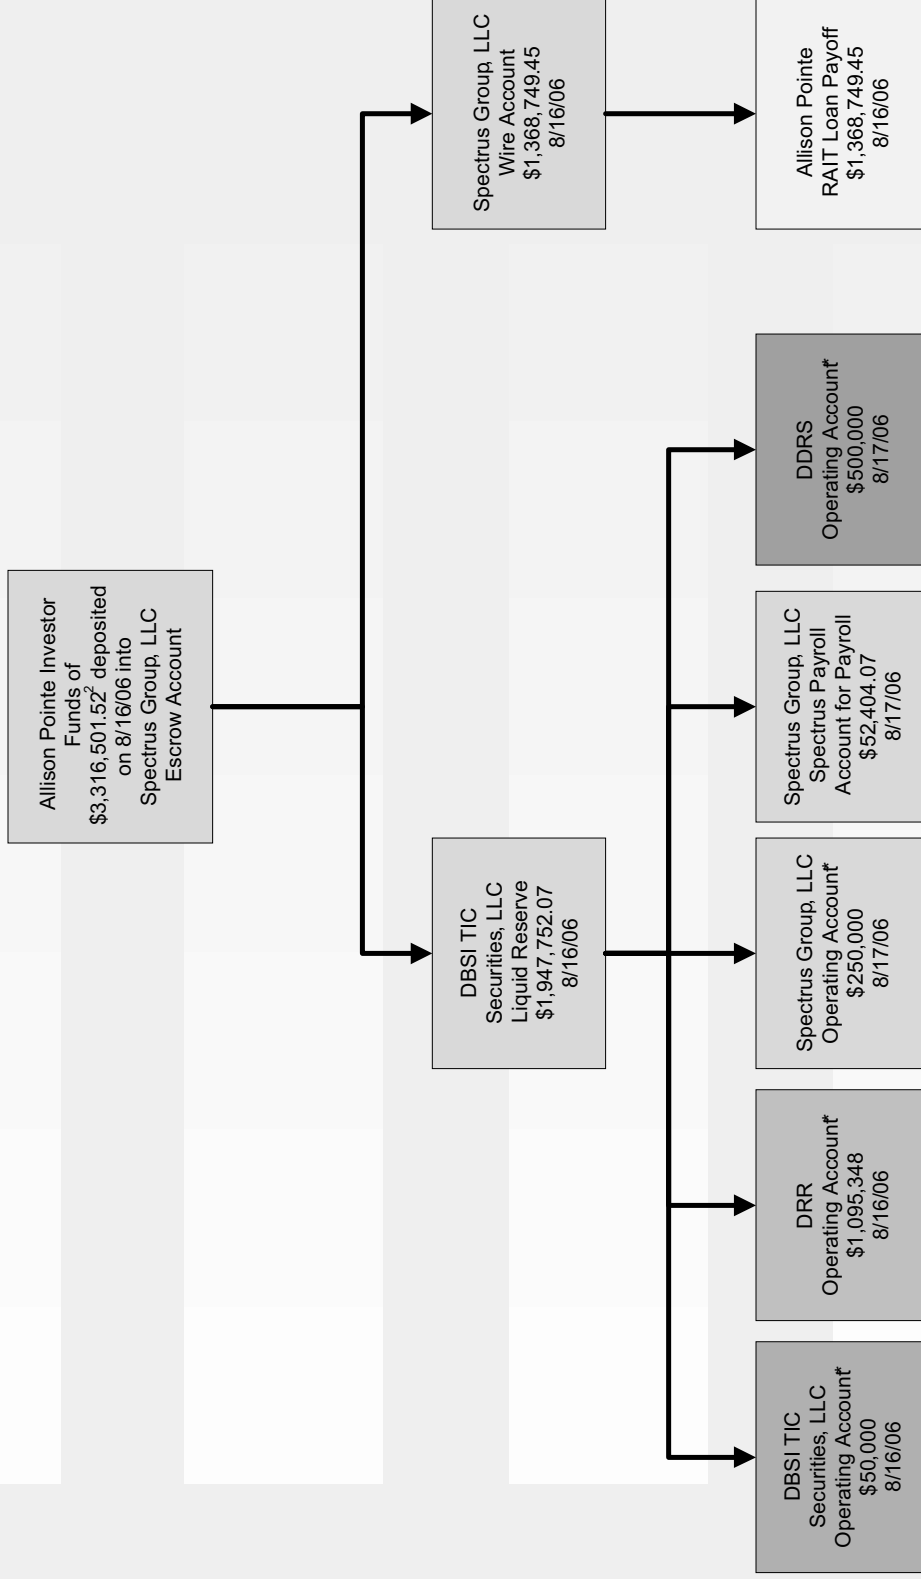 Allison Pointe Investor
Funds of
$3,316,501.52² deposited
on 8/16/06 into
Spectrus Group, LLC
Escrow Account
DBSI TIC
Securities, LLC
Liquid Reserve
$1,947,752.07
8/16/06
Spectrus Group, LLC
Wire Account
$1,368,749.45
8/16/06
DBSI TIC
Securities, LLC
Operating Account*
$50,000
8/16/06
DRR
Operating Account*
$1,095,348
8/16/06
Spectrus Group, LLC
Operating Account*
$250,000
8/17/06
Spectrus Group, LLC
Spectrus Payroll
Account for Payroll
$52,404.07
8/17/06
DDRS
Operating Account*
$500,000
8/17/06
Allison Pointe
RAIT Loan Payoff
$1,368,749.45
8/16/06